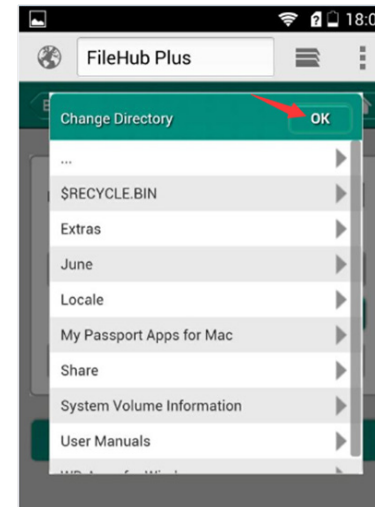 18:0
FileHub Plus
Change Directory
OK
...
$RECYCLE.BIN
Extras
June
Locale
My Passport Apps for Mac
Share
System Volume Information
User Manuals